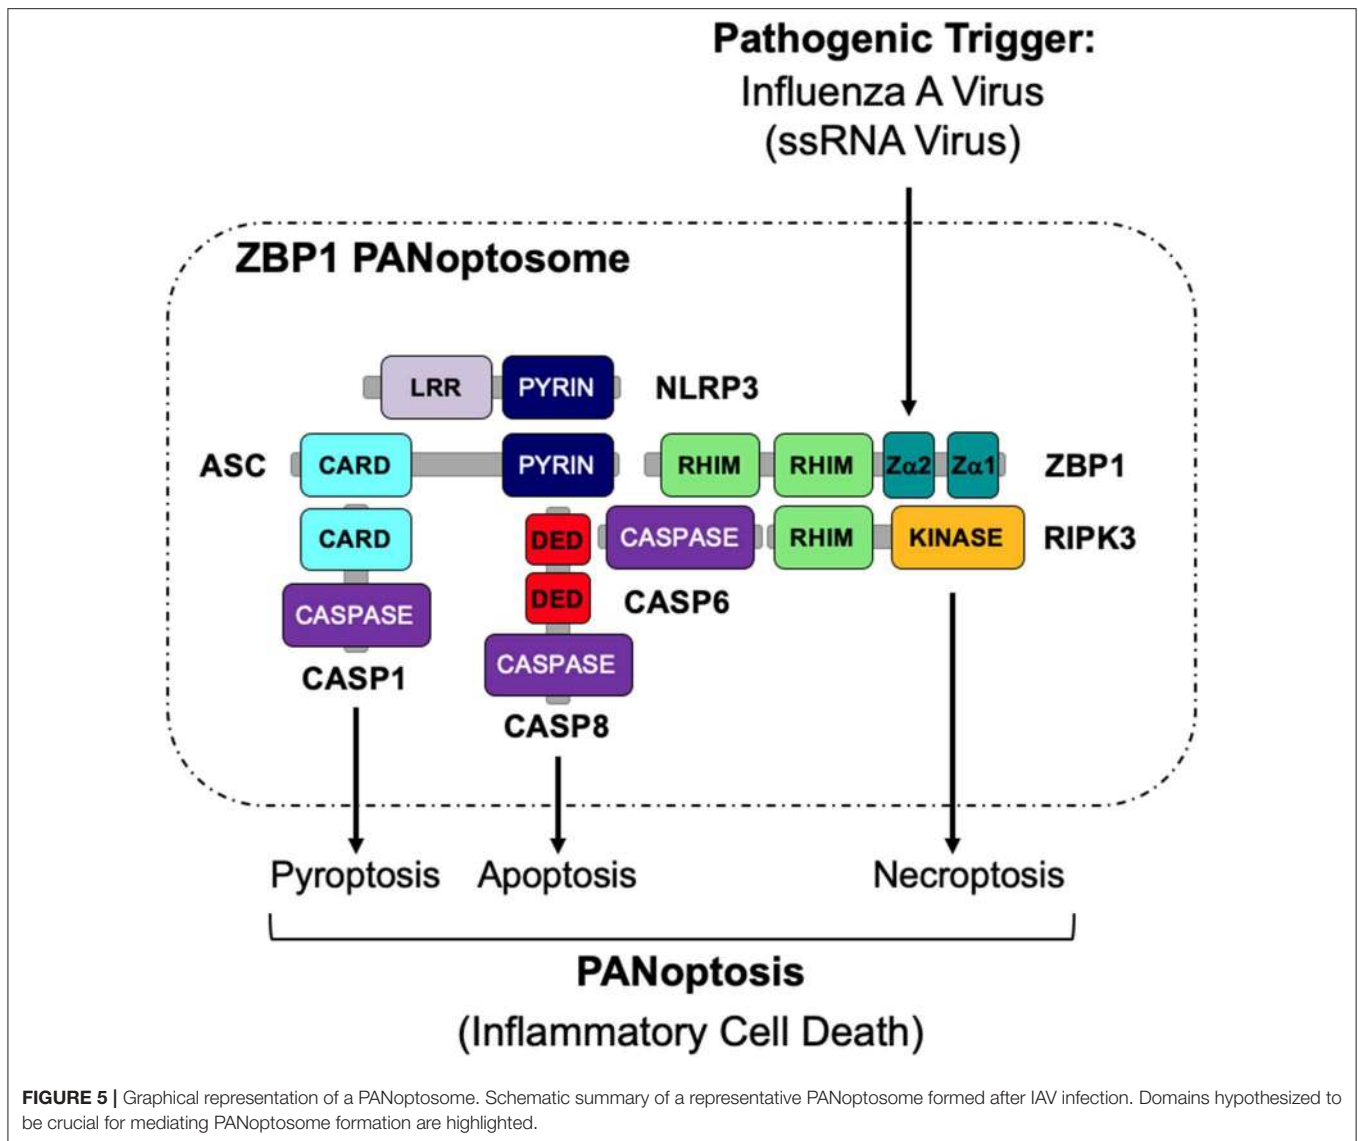 Pathogenic Trigger:
Influenza A Virus
(ssRNA Virus)
ZBP1 PANoptosome
LRR PYRIN NLRP3
ASC CARD PYRIN RHIM RHIM Zα2 Zα1 ZBP1
CARD DED CASPASE RHIM KINASE RIPK3
DED CASP6
CASPASE
CASPASE
CASP1
CASP8
Pyroptosis Apoptosis Necroptosis
PANoptosis
(Inflammatory Cell Death)
FIGURE 5 | Graphical representation of a PANoptosome. Schematic summary of a representative PANoptosome formed after IAV infection. Domains hypothesized to
be crucial for mediating PANoptosome formation are highlighted.